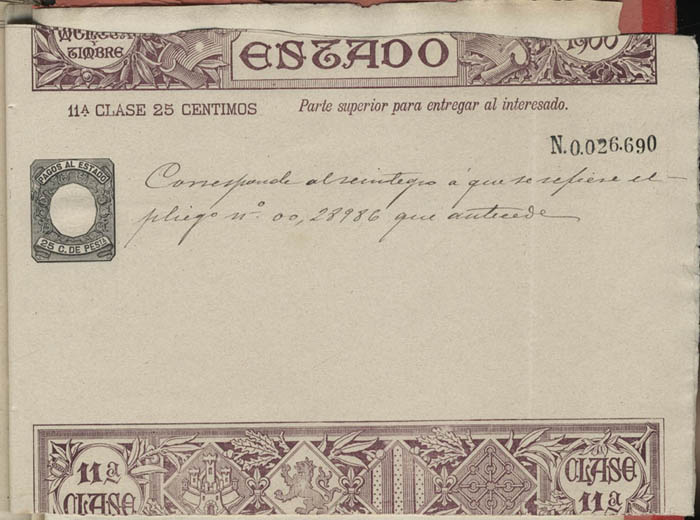 MULTA
TIMBRE
ESTADO
1900
11ª CLASE 25 CENTIMOS
Parte superior para entregar al interesado.
N.0.026.690
PAGOS AL ESTADO
25 C. DE PESTA
Corresponde al reintegro á que se refiere el
pliego nº 00,28986 que antecede
11ª
CLASE
CLASE
11ª